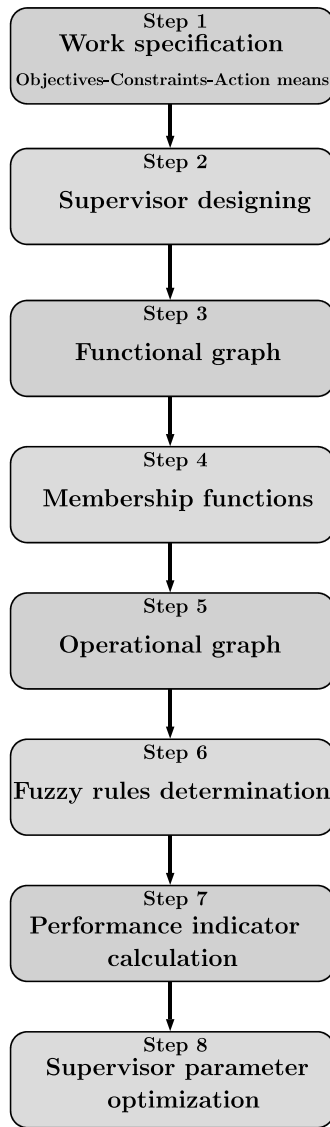 Step 1
Work specification
Objectives-Constraints-Action means
Step 2
Supervisor designing
Step 3
Functional graph
Step 4
Membership functions
Step 5
Operational graph
Step 6
Fuzzy rules determination
Step 7
Performance indicator
calculation
Step 8
Supervisor parameter
optimization